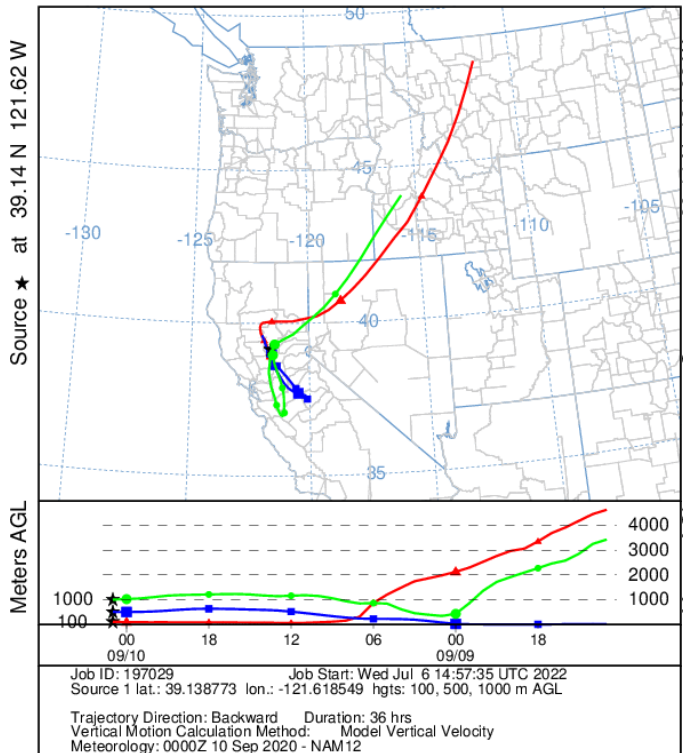 50
Source ★ at 39.14 N 121.62 W
45
-130
-125
-120
-115
-110
-105
40
35
Meters AGL
4000
3000
2000
1000
1000
100
00 18 12 06 00 18
09/10 09/09
Job ID: 197029 Job Start: Wed Jul 6 14:57:35 UTC 2022
Source 1 lat.: 39.138773 lon.: -121.618549 hgts: 100, 500, 1000 m AGL
Trajectory Direction: Backward Duration: 36 hrs
Vertical Motion Calculation Method: Model Vertical Velocity
Meteorology: 0000Z 10 Sep 2020 - NAM12